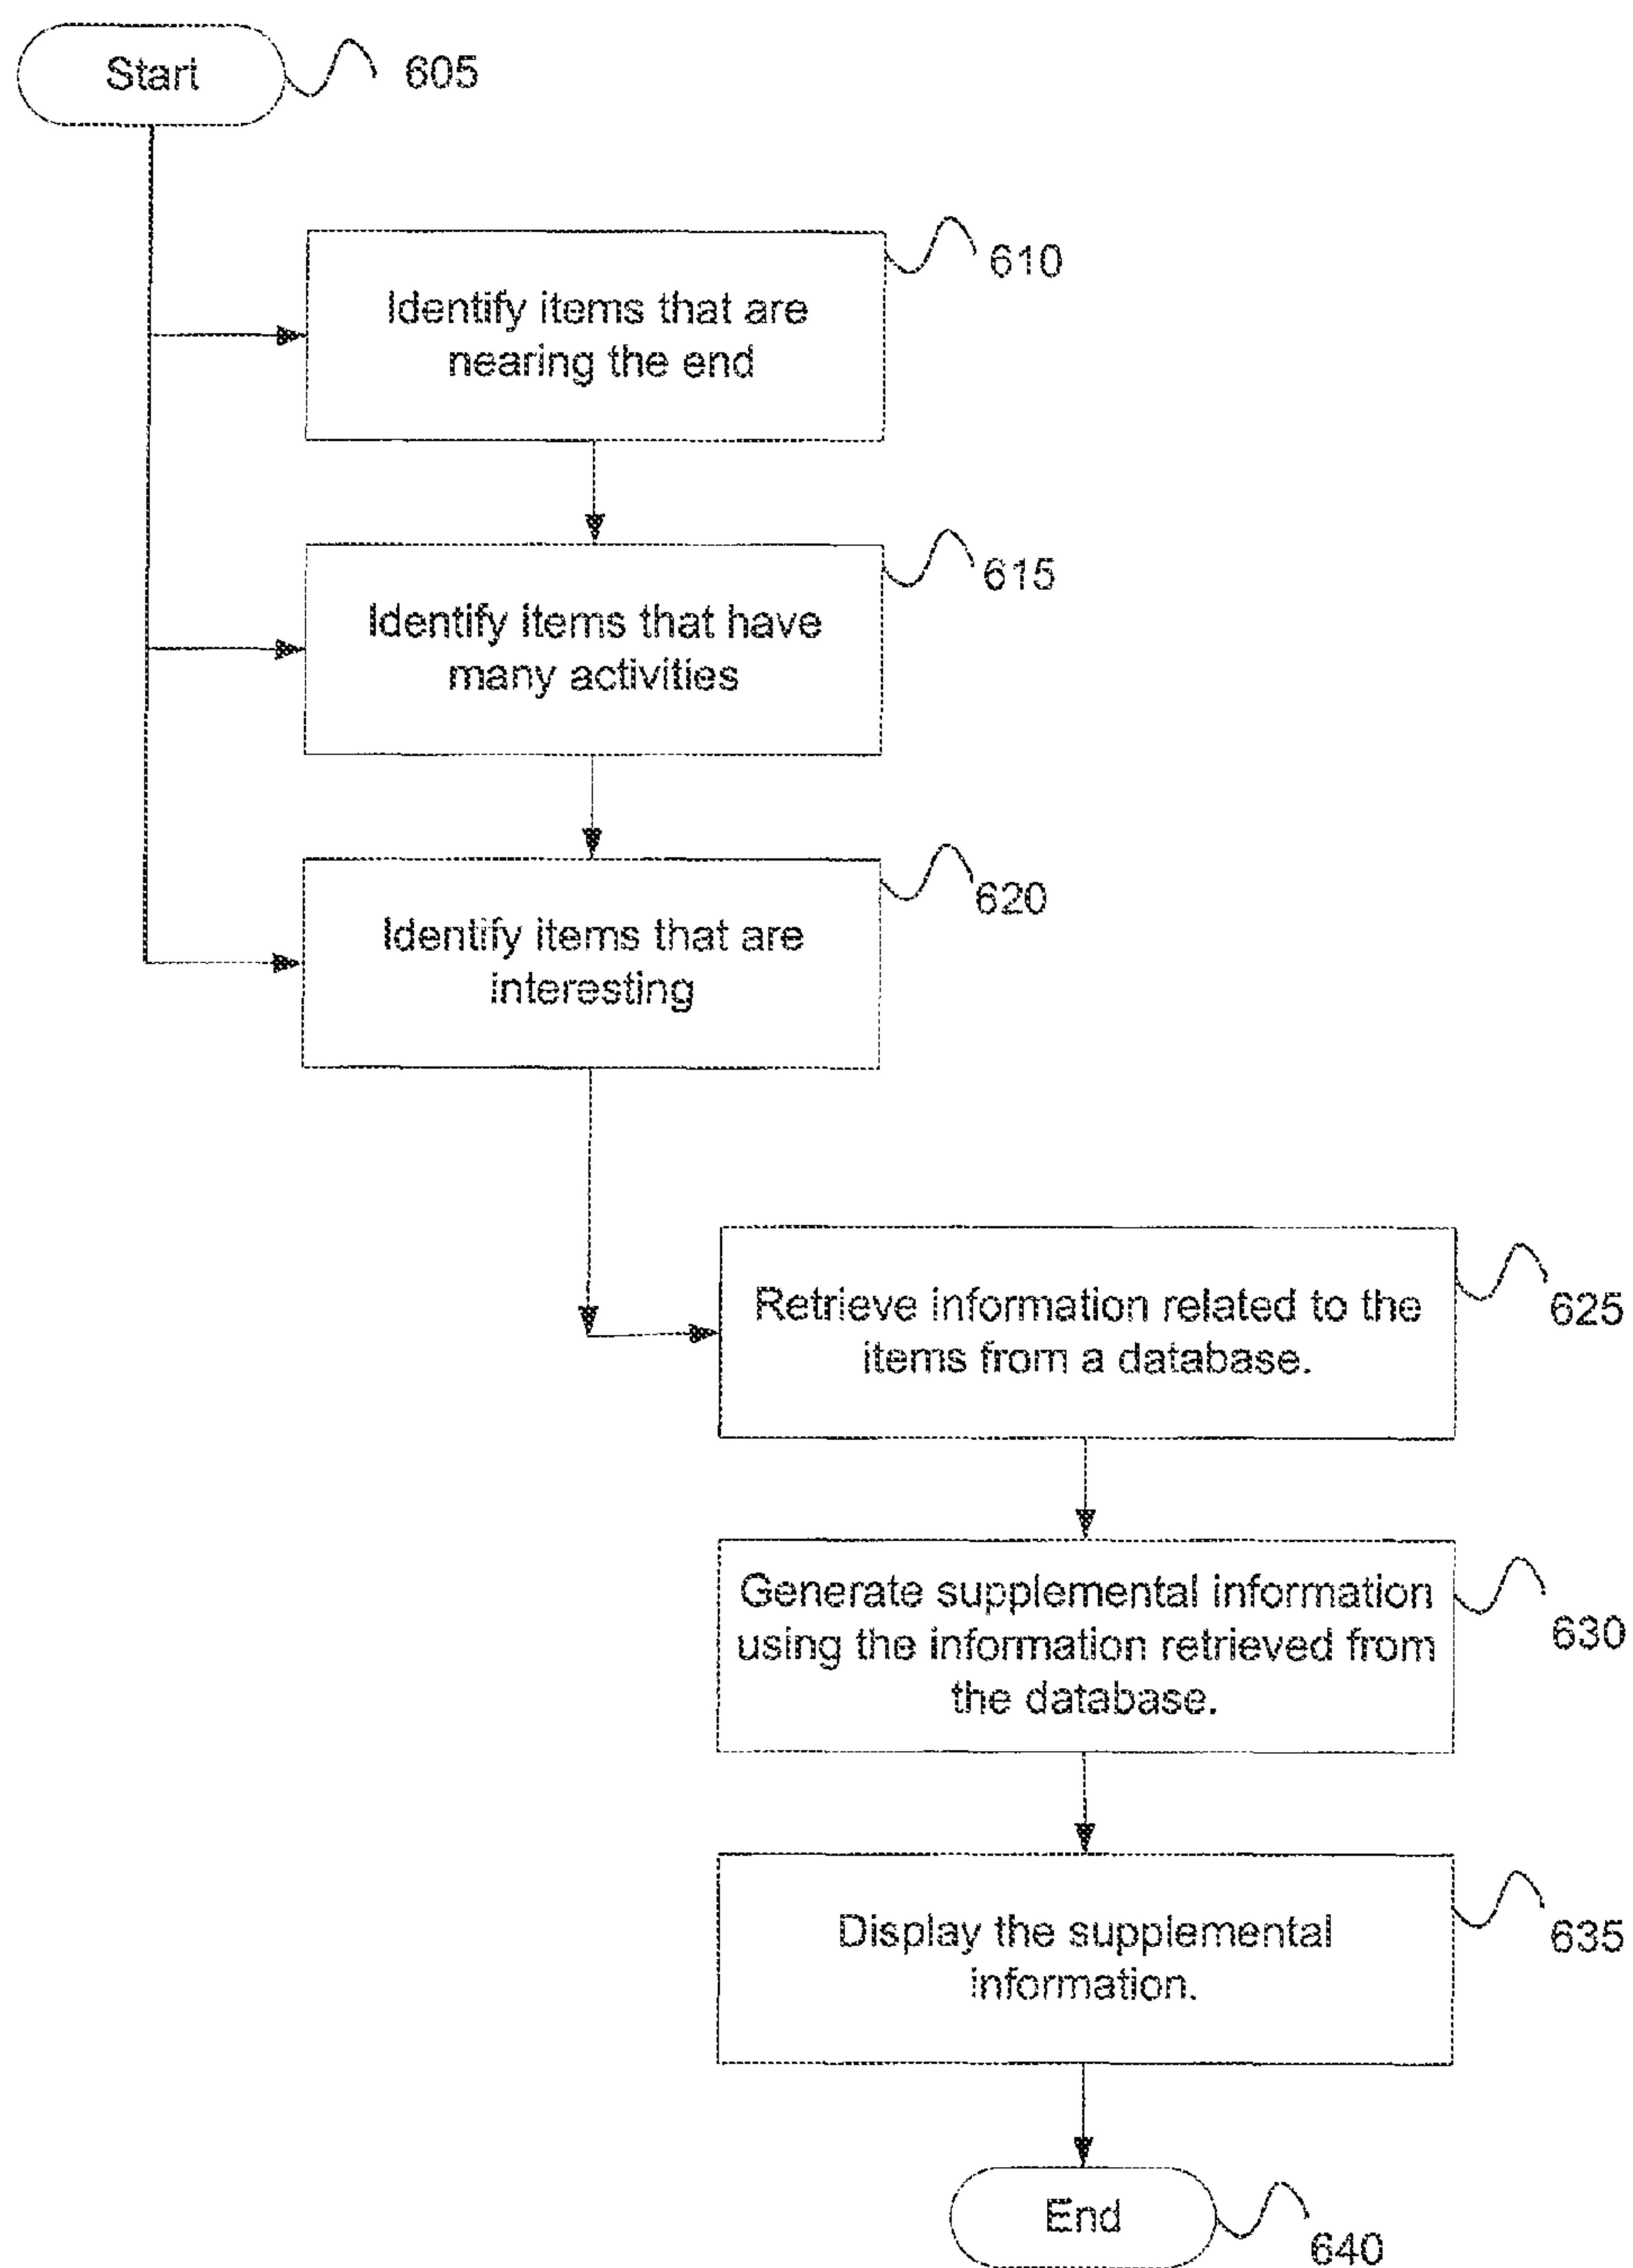 Start
605
610
Identify items that are
nearing the end
615
Identify items that have
many activities
620
Identify items that are
interesting
625
Retrieve information related to the
items from a database.
630
Generate supplemental information
using the information retrieved from
the database.
635
Display the supplemental
information.
End
640